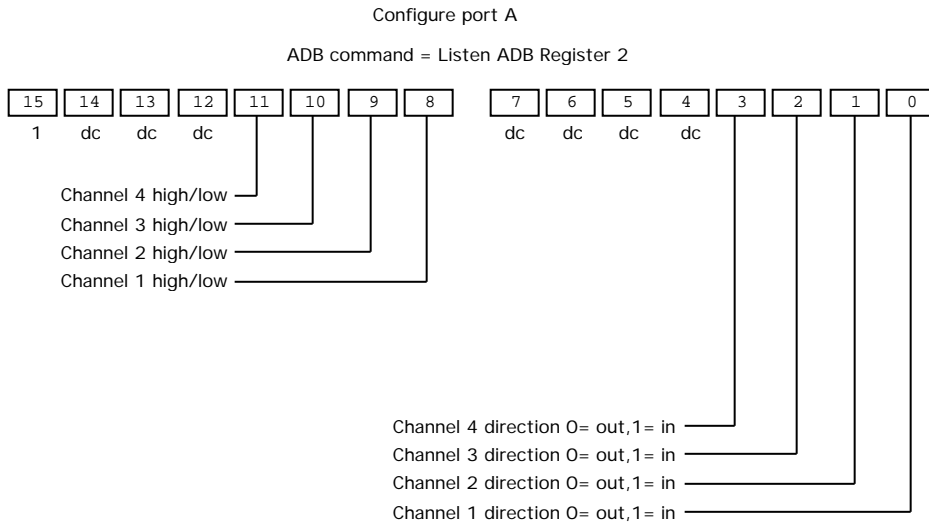 Configure port A
ADB command = Listen ADB Register 2
15 14 13 12 11 10 9 8 7 6 5 4 3 2 1 0
1 dc dc dc dc dc dc dc
Channel 4 high/low
Channel 3 high/low
Channel 2 high/low
Channel 1 high/low
Channel 4 direction 0= out,1= in
Channel 3 direction 0= out,1= in
Channel 2 direction 0= out,1= in
Channel 1 direction 0= out,1= in